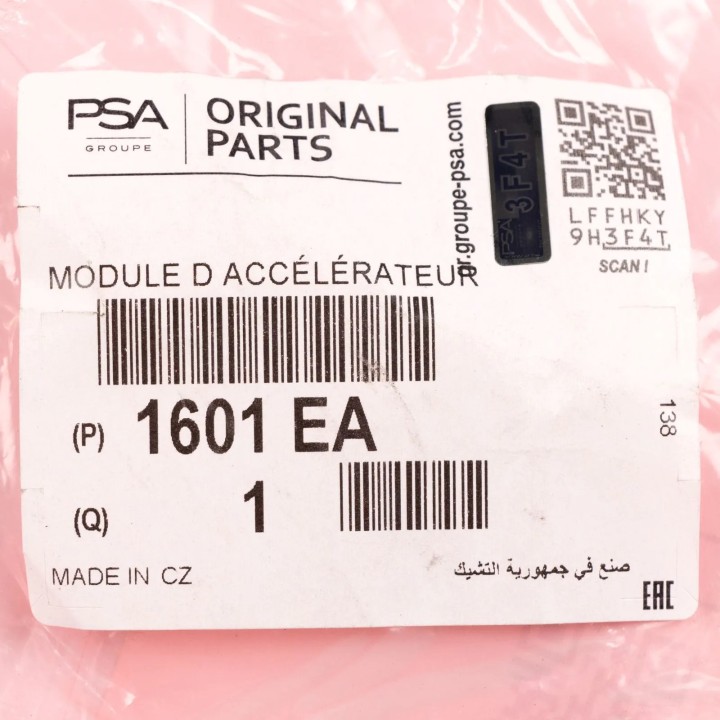 PSA
GROUPE
ORIGINAL
PARTS
gr.groupe-psa.com
PSA 3F4T
LFFHKY
9H3F4T
SCAN!
MODULE D ACCÉLÉRATEUR
(P) 1601 EA
138
(Q) 1
MADE IN CZ
صنع في جمهورية التشيك
EAC